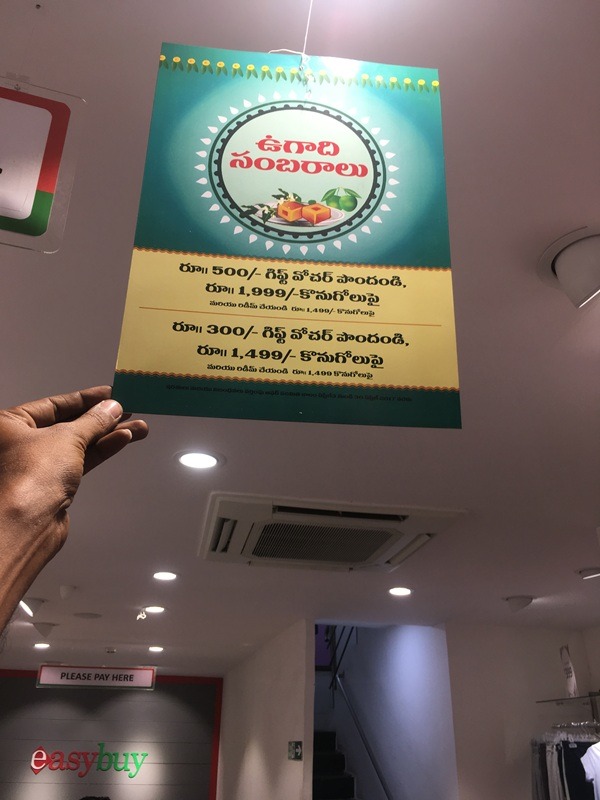 ఉగాది
సంబరాలు
రూ॥ 500/- గిఫ్ట్ వోచర్ పొందండి,
రూ॥ 1,999/-కొనుగోలుపై
మరియు రిడీమ్ చేయండి రూ॥ 1,499/- కొనుగోలుపై
రూ॥ 300/- గిఫ్ట్ వోచర్ పొందండి,
రూ॥ 1,499/- కొనుగోలుపై
మరియు రిడీమ్ చేయండి రూ॥ 1,499 కొనుగోలుపై
PLEASE PAY HERE
easybuy